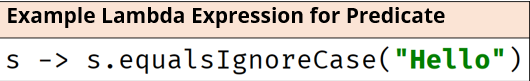 Example Lambda Expression for Predicate
s -> s.equalsIgnoreCase("Hello")